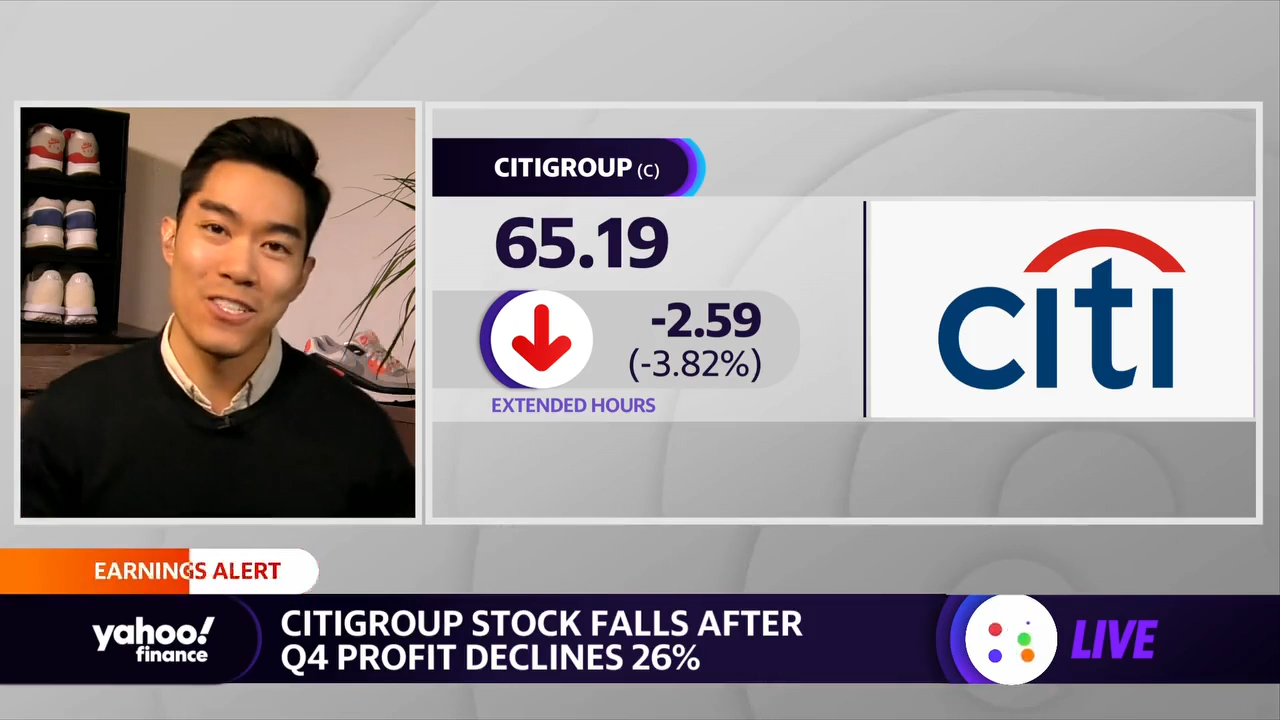 CITIGROUP (C)
65.19
-2.59
(-3.82%)
EXTENDED HOURS
citi
EARNINGS ALERT
yahoo!
finance
CITIGROUP STOCK FALLS AFTER
Q4 PROFIT DECLINES 26%
LIVE